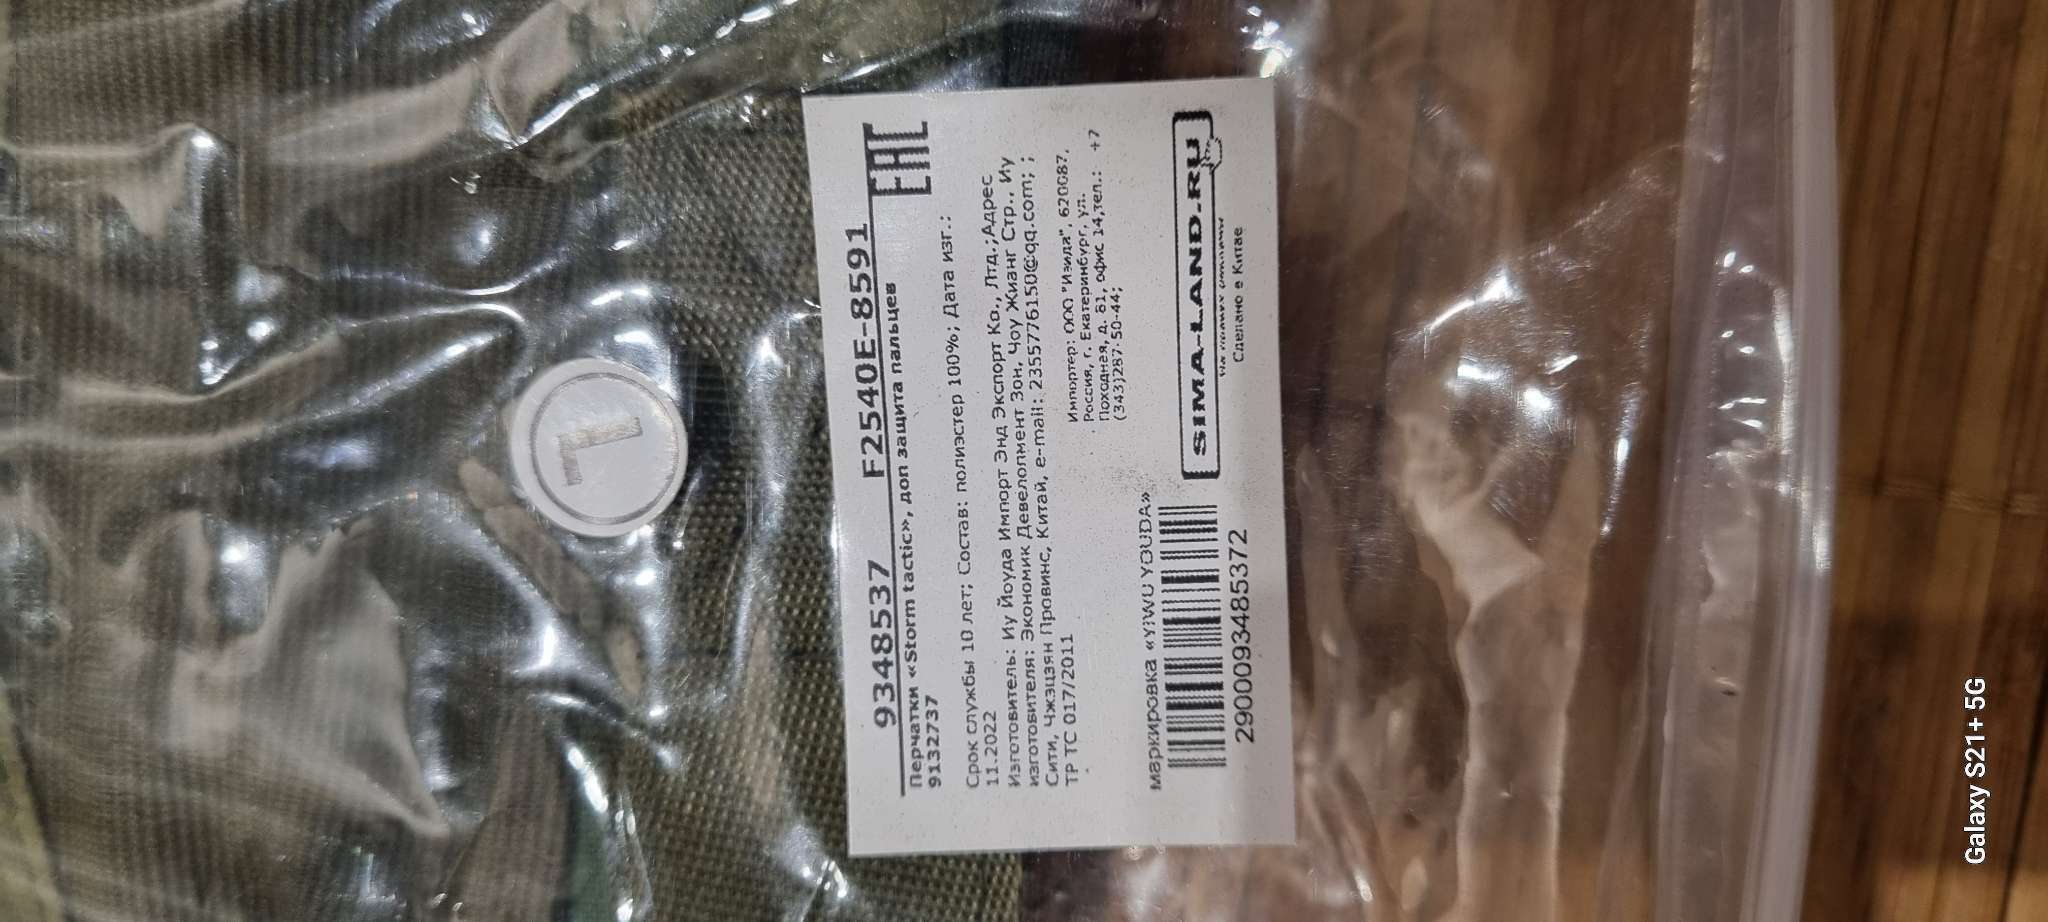 L
9348537 F2540E-8591
Перчатки «Storm tactic», доп защита пальцев
9132737
EAC
Срок службы 10 лет; Состав: полиэстер 100%; Дата изг.:
11.2022
Изготовитель: Иу Йоуда Импорт Энд Экспорт Ко., Лтд.;Адрес
изготовителя: Экономик Девелопмент Зон, Чоу Жианг Стр., Иу
Сити, Чжэцзян Провинс, Китай, e-mail: 2355776150@qq.com; ;
ТР ТС 017/2011
Импортер: ООО "Изида", 620087,
Россия, г. Екатеринбург, ул.
Походная, д. 61, офис 14,тел.: +7
(343)287-50-44;
маркировка «YIWU YOUDA»
2900093485372
SIMA-LAND.RU
Сделано в Китае
Galaxy S21+ 5G